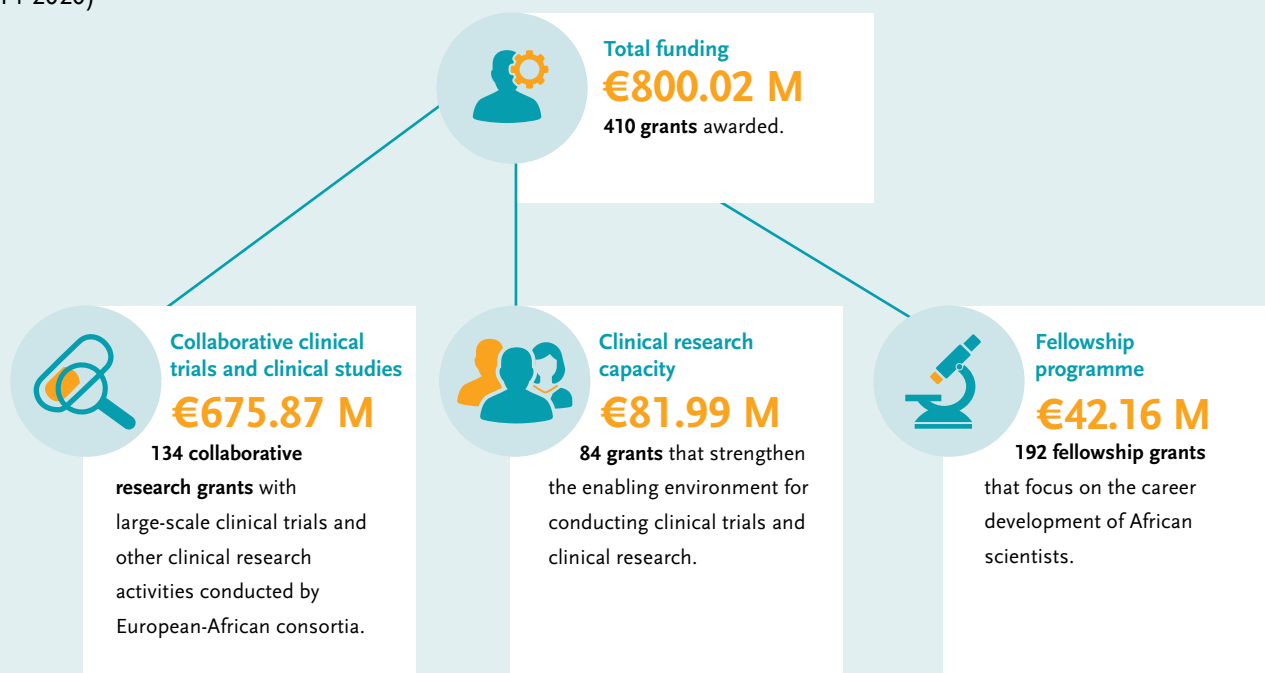 2020)
Total funding
€800.02 M
410 grants awarded.
Collaborative clinical
trials and clinical studies
€675.87 M
134 collaborative
research grants with
large-scale clinical trials and
other clinical research
activities conducted by
European-African consortia.
Clinical research
capacity
€81.99 M
84 grants that strengthen
the enabling environment for
conducting clinical trials and
clinical research.
Fellowship
programme
€42.16 M
192 fellowship grants
that focus on the career
development of African
scientists.